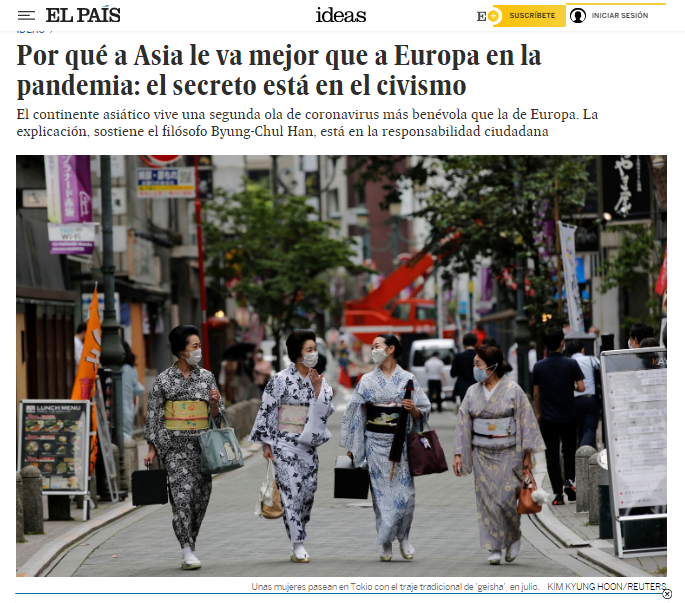 EL PAÍS
ideas
E
SUSCRÍBETE
INICIAR SESIÓN
Por qué a Asia le va mejor que a Europa en la
pandemia: el secreto está en el civismo
El continente asiático vive una segunda ola de coronavirus más benévola que la de Europa. La
explicación, sostiene el filósofo Byung-Chul Han, está en la responsabilidad ciudadana
Wi Fi
LUNCH MENU
Unas mujeres pasean en Tokio con el traje tradicional de 'geisha', en julio. KIM KYUNG HOON/REUTERS